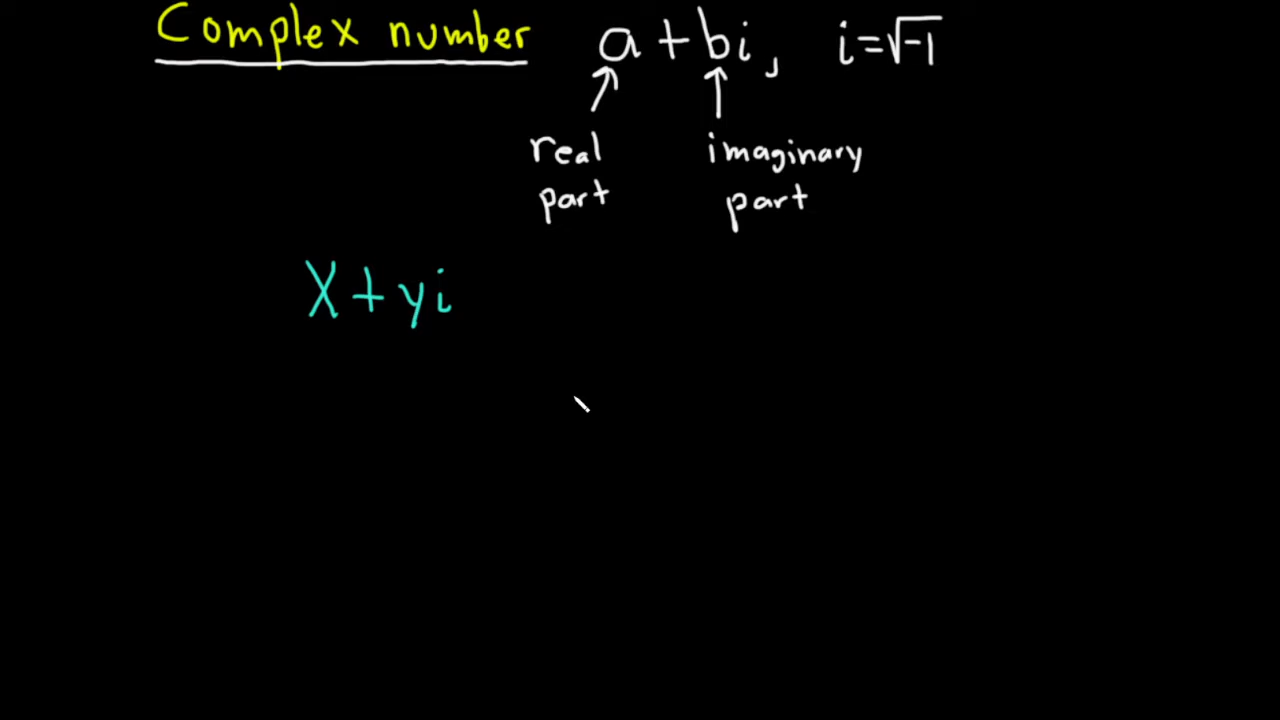 Complex number a + bi, i = √-1
real imaginary
part part
X + yi